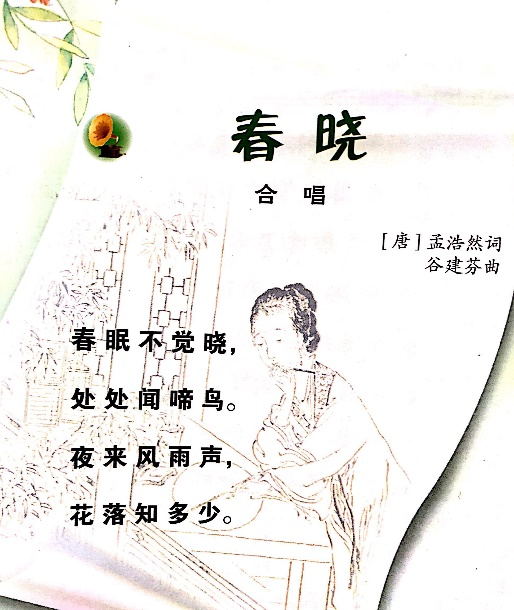 春晓
合唱
[唐]孟浩然词
谷建芬曲
春眠不觉晓,
处处闻啼鸟。
夜来风雨声,
花落知多少。